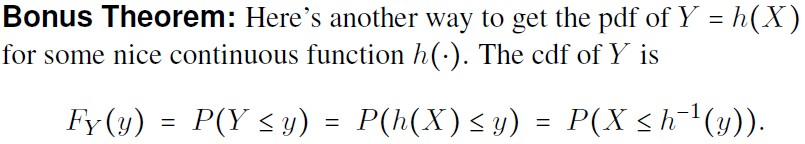 Bonus Theorem: Here's another way to get the pdf of Y = h(X)
for some nice continuous function h(·). The cdf of Y is
F_Y(y) = P(Y ≤ y) = P(h(X) ≤ y) = P(X ≤ h⁻¹(y)).